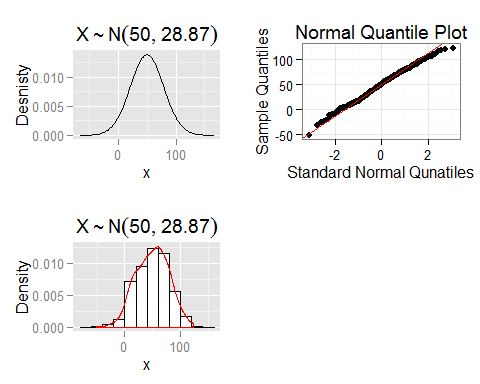 X ~ N(50, 28.87)
Desnisty
0.010
0.005
0.000
0 100
x
Normal Quantile Plot
Sample Quantiles
100
50
0
-50
-2 0 2
Standard Normal Qunatiles
X ~ N(50, 28.87)
Density
0.010
0.005
0.000
0 100
x